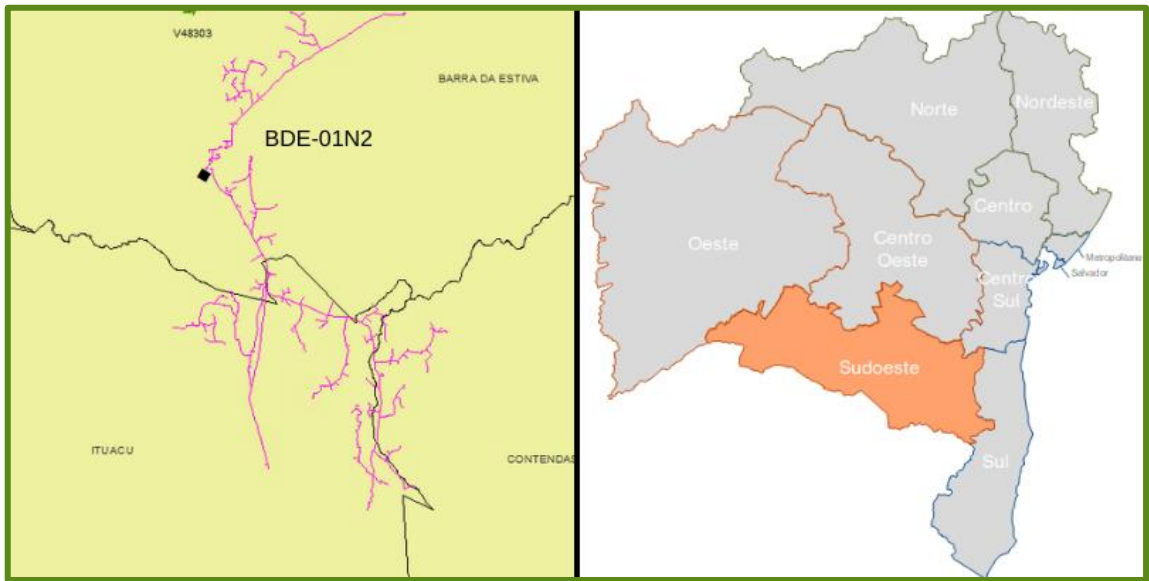 V48303
BARRA DA ESTIVA
BDE-01N2
ITUACU
CONTENDAS
Norte
Nordeste
Centro
Oeste
Centro
Oeste
Metropolitana
Salvador
Centro
Sul
Sudoeste
Sul